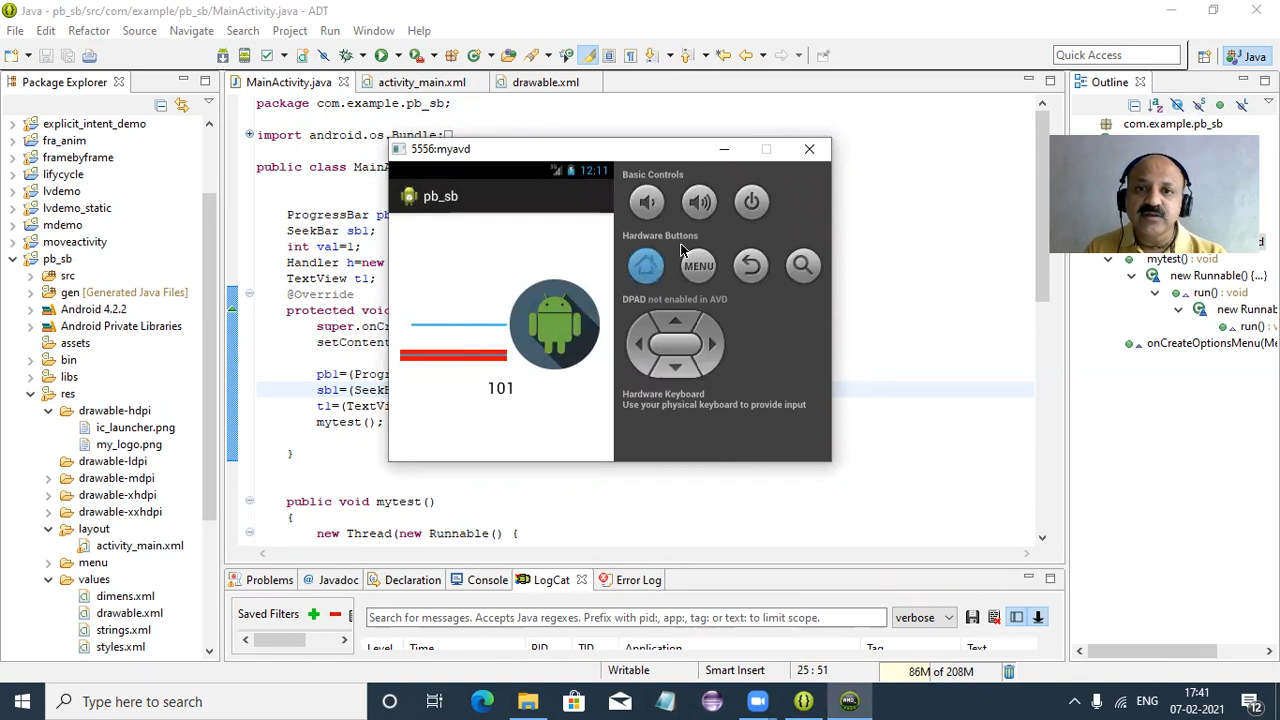 Java - pb_sb/src/com/example/pb_sb/MainActivity.java - ADT
File Edit Refactor Source Navigate Search Project Run Window Help
Quick Access
Java
Package Explorer
MainActivity.java
activity_main.xml
drawable.xml
Outline
explicit_intent_demo
fra_anim
framebyframe
lifecycle
lvdemo
lvdemo_static
mdemo
moveactivity
pb_sb
src
gen [Generated Java Files]
Android 4.2.2
Android Private Libraries
assets
bin
libs
res
drawable-hdpi
ic_launcher.png
my_logo.png
drawable-ldpi
drawable-mdpi
drawable-xhdpi
drawable-xxhdpi
layout
activity_main.xml
menu
values
dimens.xml
drawable.xml
strings.xml
styles.xml
package com.example.pb_sb;
import android.os.Bundle;
public class MainA
ProgressBar pb
SeekBar sb1;
int val=1;
Handler h=new
TextView t1;
@Override
protected void
super.onCr
setContent
pb1=(Progr
sb1=(SeekB
t1=(TextVi
mytest();
}
public void mytest()
{
new Thread(new Runnable() {
5556:myavd
3G 12:11
pb_sb
101
Basic Controls
Hardware Buttons
MENU
DPAD not enabled in AVD
Hardware Keyboard
Use your physical keyboard to provide input
com.example.pb_sb
mytest() : void
new Runnable() {...}
run() : void
new Runnabl
run() :
onCreateOptionsMenu(Me
Problems
Javadoc
Declaration
Console
LogCat
Error Log
Saved Filters
Search for messages. Accepts Java regexes. Prefix with pid:, app:, tag: or text: to limit scope.
verbose
Level Time PID TID Application Tag Text
Writable
Smart Insert
25 : 51
86M of 208M
Type here to search
17:41
07-02-2021
12